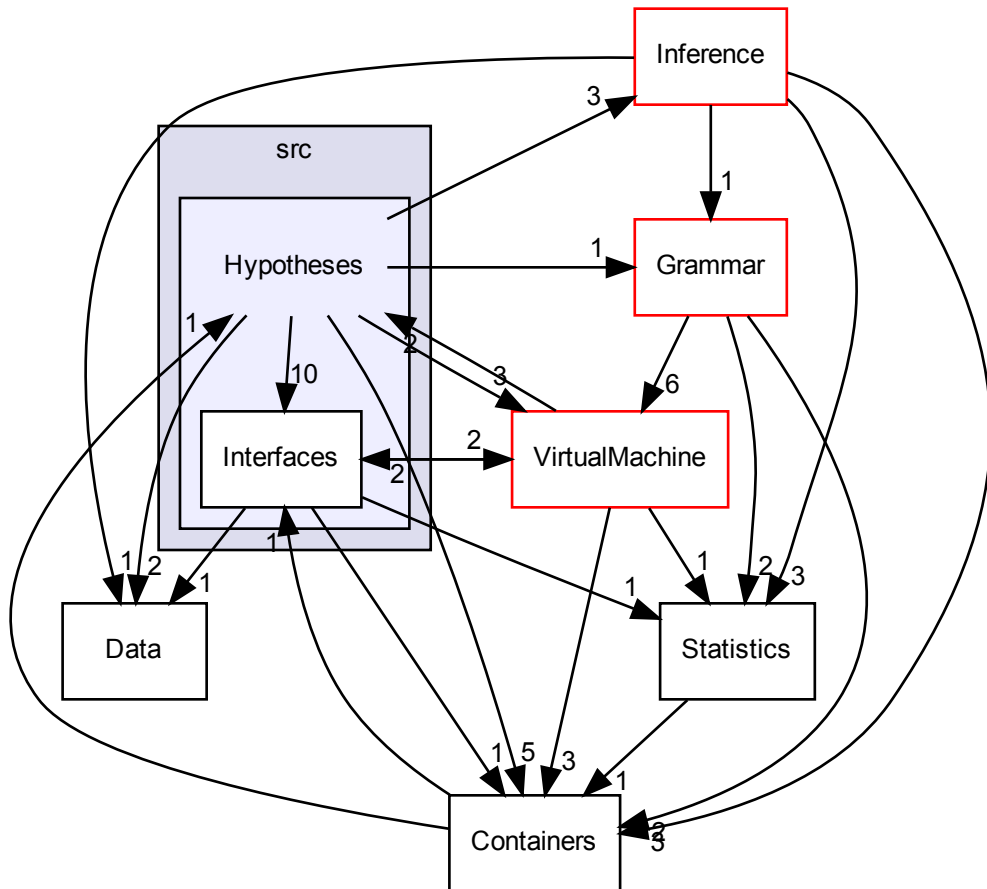 Inference
3
src
1
Hypotheses
1
Grammar
1
2
10
3
6
Interfaces
2
2
VirtualMachine
1
1
2
1
1
1
2
3
Data
Statistics
1
5
3
1
2
3
Containers